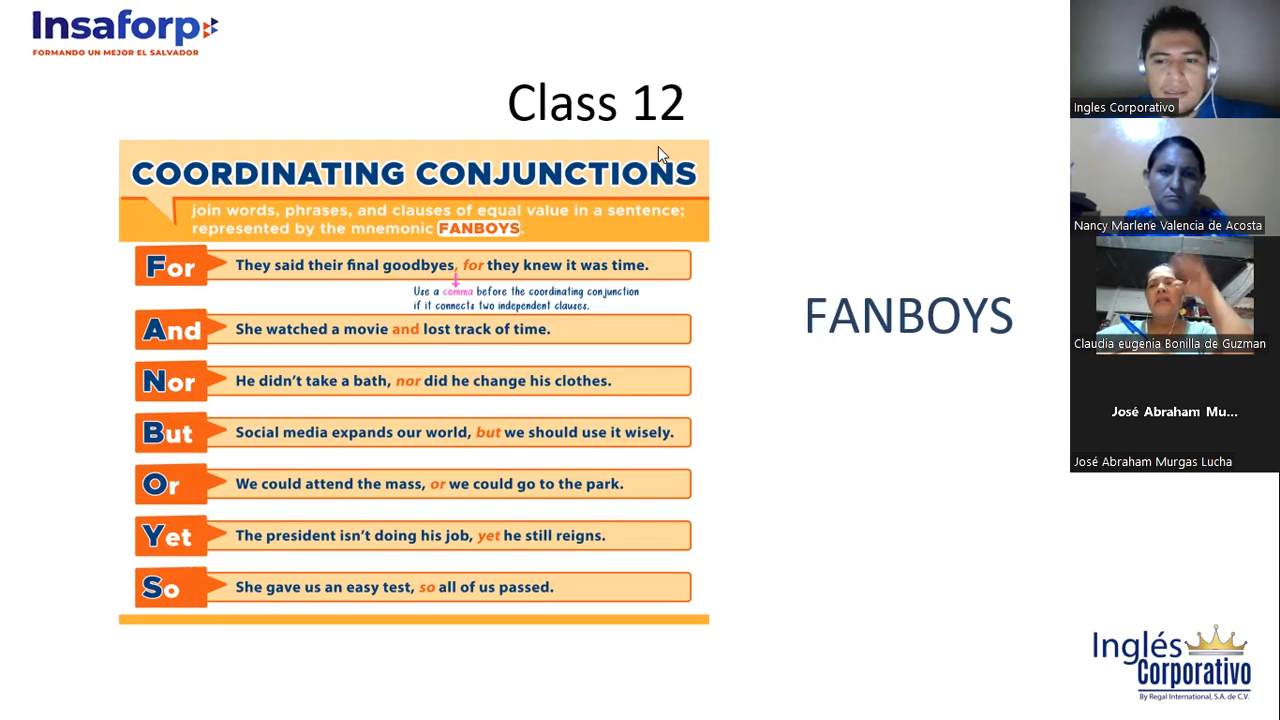 Insaforp
FORMANDO UN MEJOR EL SALVADOR
Class 12
COORDINATING CONJUNCTIONS
join words, phrases, and clauses of equal value in a sentence;
represented by the mnemonic FANBOYS.
For
They said their final goodbyes, for they knew it was time.
Use a comma before the coordinating conjunction
if it connects two independent clauses.
And
She watched a movie and lost track of time.
Nor
He didn't take a bath, nor did he change his clothes.
But
Social media expands our world, but we should use it wisely.
Or
We could attend the mass, or we could go to the park.
Yet
The president isn't doing his job, yet he still reigns.
So
She gave us an easy test, so all of us passed.
FANBOYS
Ingles Corporativo
Nancy Marlene Valencia de Acosta
Claudia eugenia Bonilla de Guzman
José Abraham Mu...
José Abraham Murgas Lucha
Inglés
Corporativo
By Regal International, S.A. de C.V.